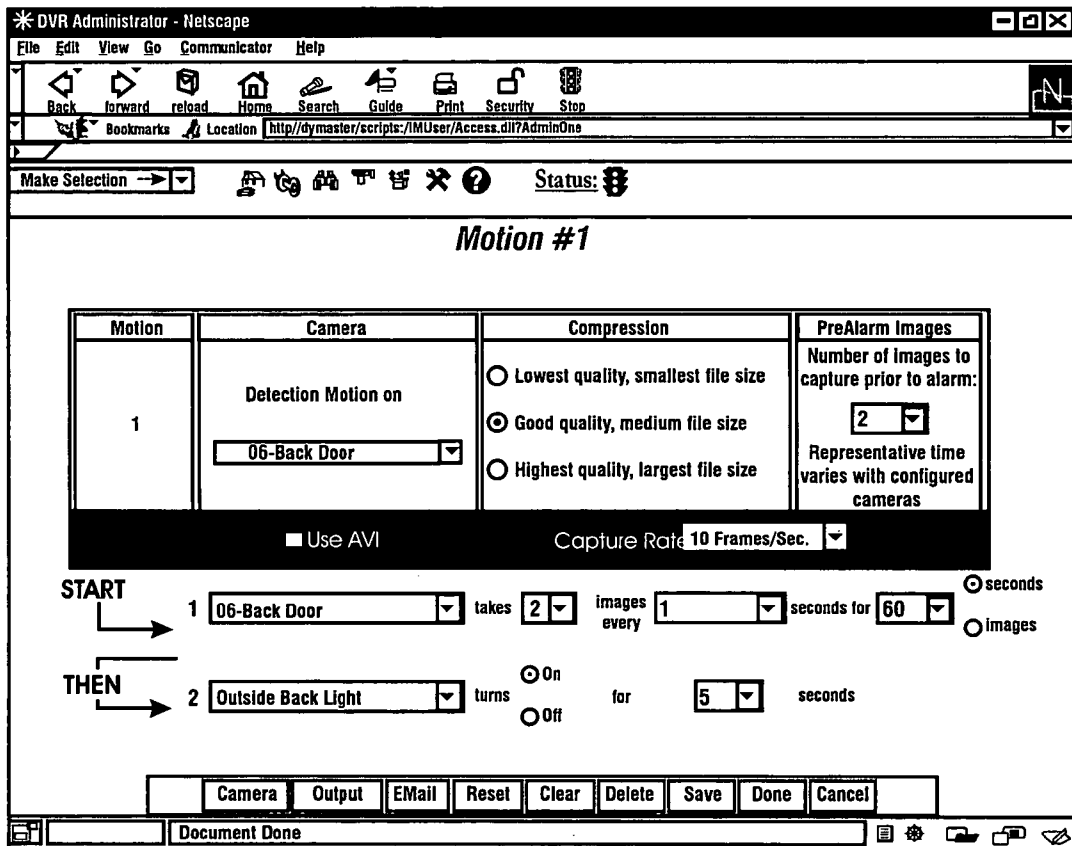 DVR Administrator - Netscape
File Edit View Go Communicator Help
Back forward reload Home Search Guide Print Security Stop
N
Bookmarks Location http//dymaster/scripts:/IMUser/Access.dll?AdminOne
Make Selection Status:
Motion #1
Motion Camera Compression PreAlarm Images
1
Detection Motion on
06-Back Door
Lowest quality, smallest file size
Good quality, medium file size
Highest quality, largest file size
Number of images to
capture prior to alarm:
2
Representative time
varies with configured
cameras
Use AVI Capture Rate 10 Frames/Sec.
START
1 06-Back Door takes 2 images every 1 seconds for 60 seconds
images
THEN
2 Outside Back Light turns On for 5 seconds
Off
Camera Output EMail Reset Clear Delete Save Done Cancel
Document Done